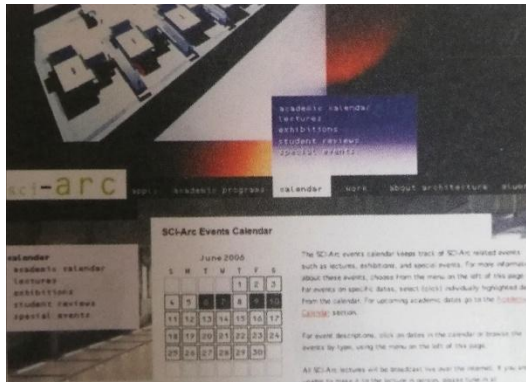 academic calendar
lectures
exhibitions
student reviews
special events
sci-arc
apply academic programs calendar work about architecture
SCI-Arc Events Calendar
calendar
academic calendar
lectures
exhibitions
student reviews
special events
June 2006
S M T W T F S
1 2 3
4 5 6 7 8 9 10
11 12 13 14 15 16 17
18 19 20 21 22 23 24
25 26 27 28 29 30
The SCI-Arc events calendar keeps track of SCI-Arc related events
such as lectures, exhibitions, and special events. For more information
about these events, choose from the menu on the left of this page.
For events on specific dates, select (click) individually highlighted
from the calendar. For upcoming academic dates go to the Academic
Calendar section.
For event descriptions, click on dates in the calendar or browse the
events by type, using the menu on the left of this page.
All SCI-Arc lectures will be broadcast live over the internet. If you are